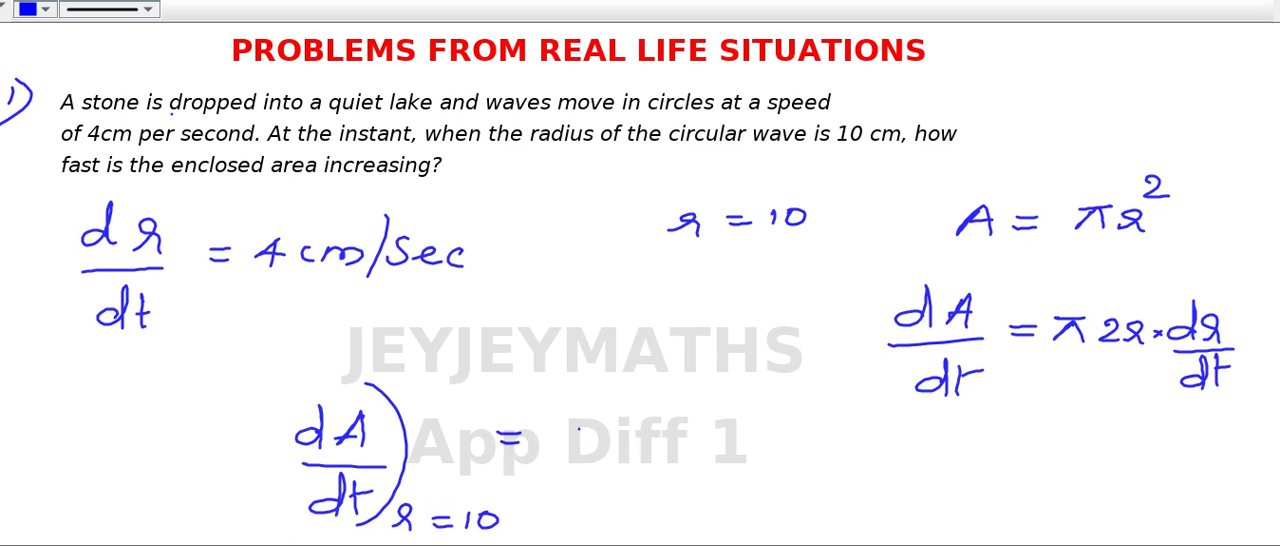 PROBLEMS FROM REAL LIFE SITUATIONS
1) A stone is dropped into a quiet lake and waves move in circles at a speed
of 4cm per second. At the instant, when the radius of the circular wave is 10 cm, how
fast is the enclosed area increasing?
dr/dt = 4 cm/sec
r = 10
A = πr²
dA/dt = π 2r × dr/dt
JEYJEYMATHS
App Diff 1
dA/dt)r = 10 =